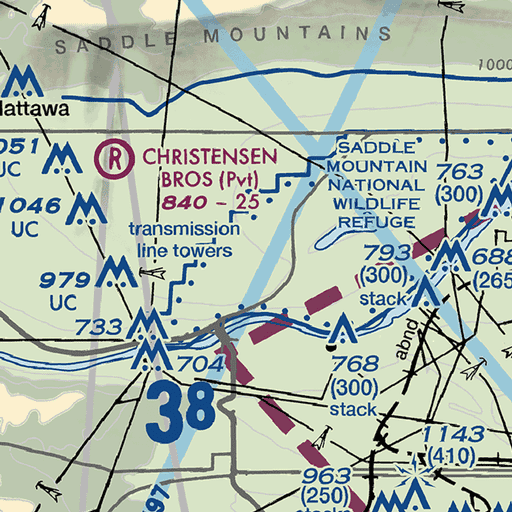 SADDLE MOUNTAINS
1000
Mattawa
051
UC
R
CHRISTENSEN
BROS (Pvt)
840 - 25
SADDLE
MOUNTAIN
NATIONAL
WILDLIFE
REFUGE
763
(300)
1046
UC
transmission
line towers
793
(300)
stack
688
(265
979
UC
733
704
768
(300)
stack
abnd
38
1143
(410)
963
(250)
stacks
97